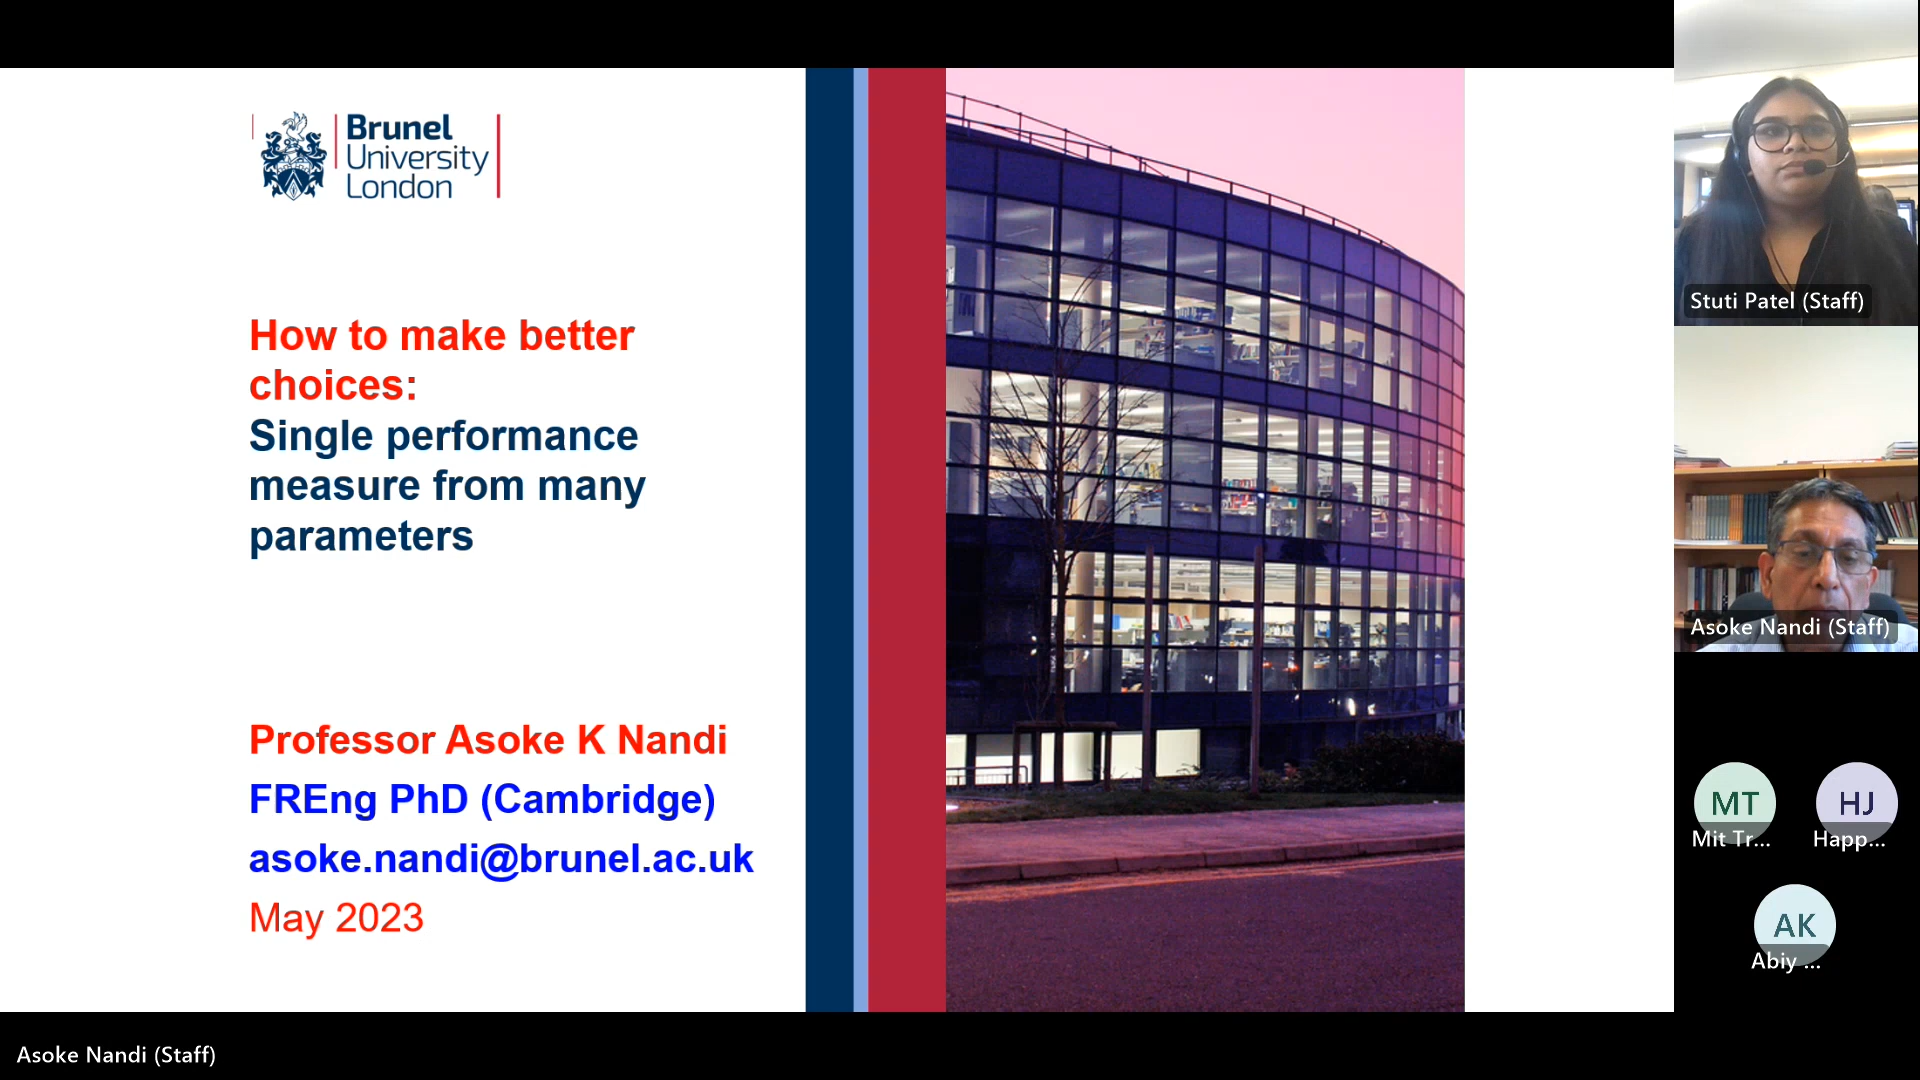 Brunel
University
London
How to make better
choices:
Single performance
measure from many
parameters
Professor Asoke K Nandi
FREng PhD (Cambridge)
asoke.nandi@brunel.ac.uk
May 2023
Stuti Patel (Staff)
Asoke Nandi (Staff)
MT
Mit Tr...
HJ
Happ...
AK
Abiy ...
Asoke Nandi (Staff)